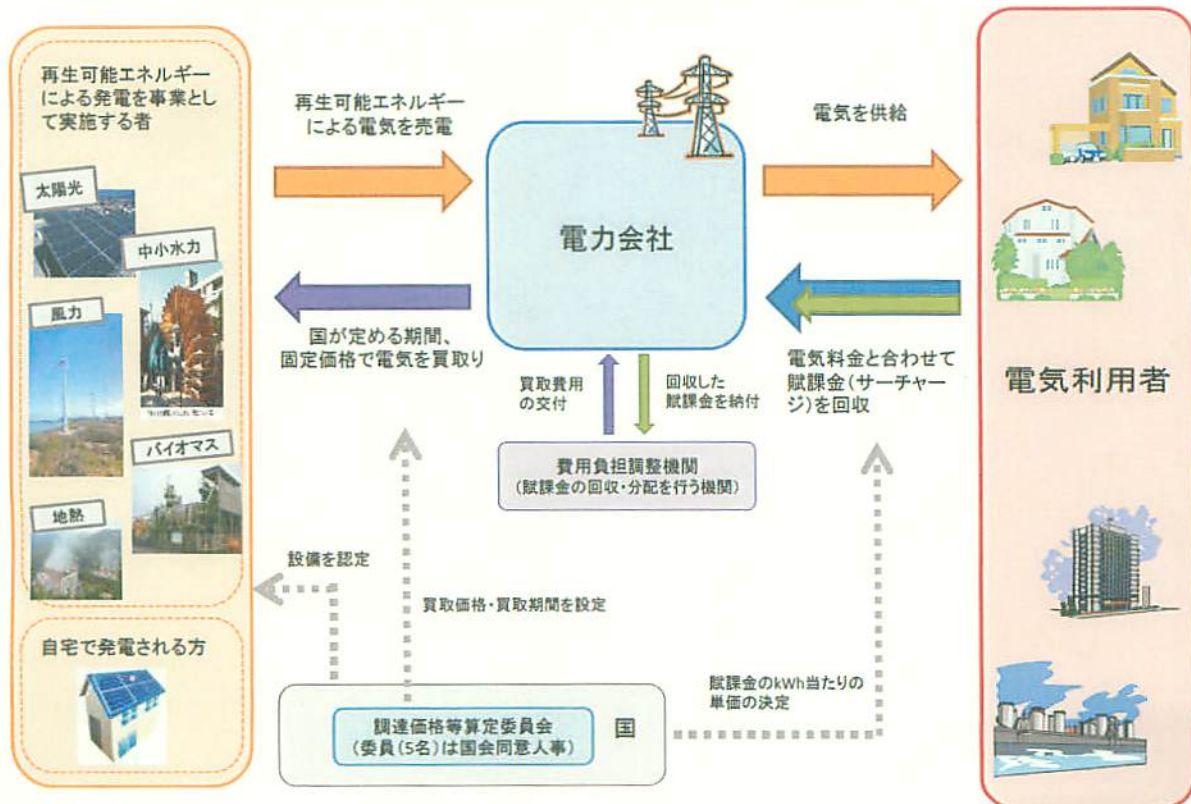 再生可能エネルギー
による発電を事業とし
て実施する者
太陽光
中小水力
風力
バイオマス
地熱
自宅で発電される方
再生可能エネルギー
による電気を売電
国が定める期間、
固定価格で電気を買取り
電力会社
電気を供給
電気料金と合わせて
賦課金(サーチャー
ジ)を回収
電気利用者
買取費用
の交付
回収した
賦課金を納付
費用負担調整機関
(賦課金の回収・分配を行う機関)
設備を認定
買取価格・買取期間を設定
賦課金のkWh当たりの
単価の決定
調達価格等算定委員会
(委員(5名)は国会同意人事)
国